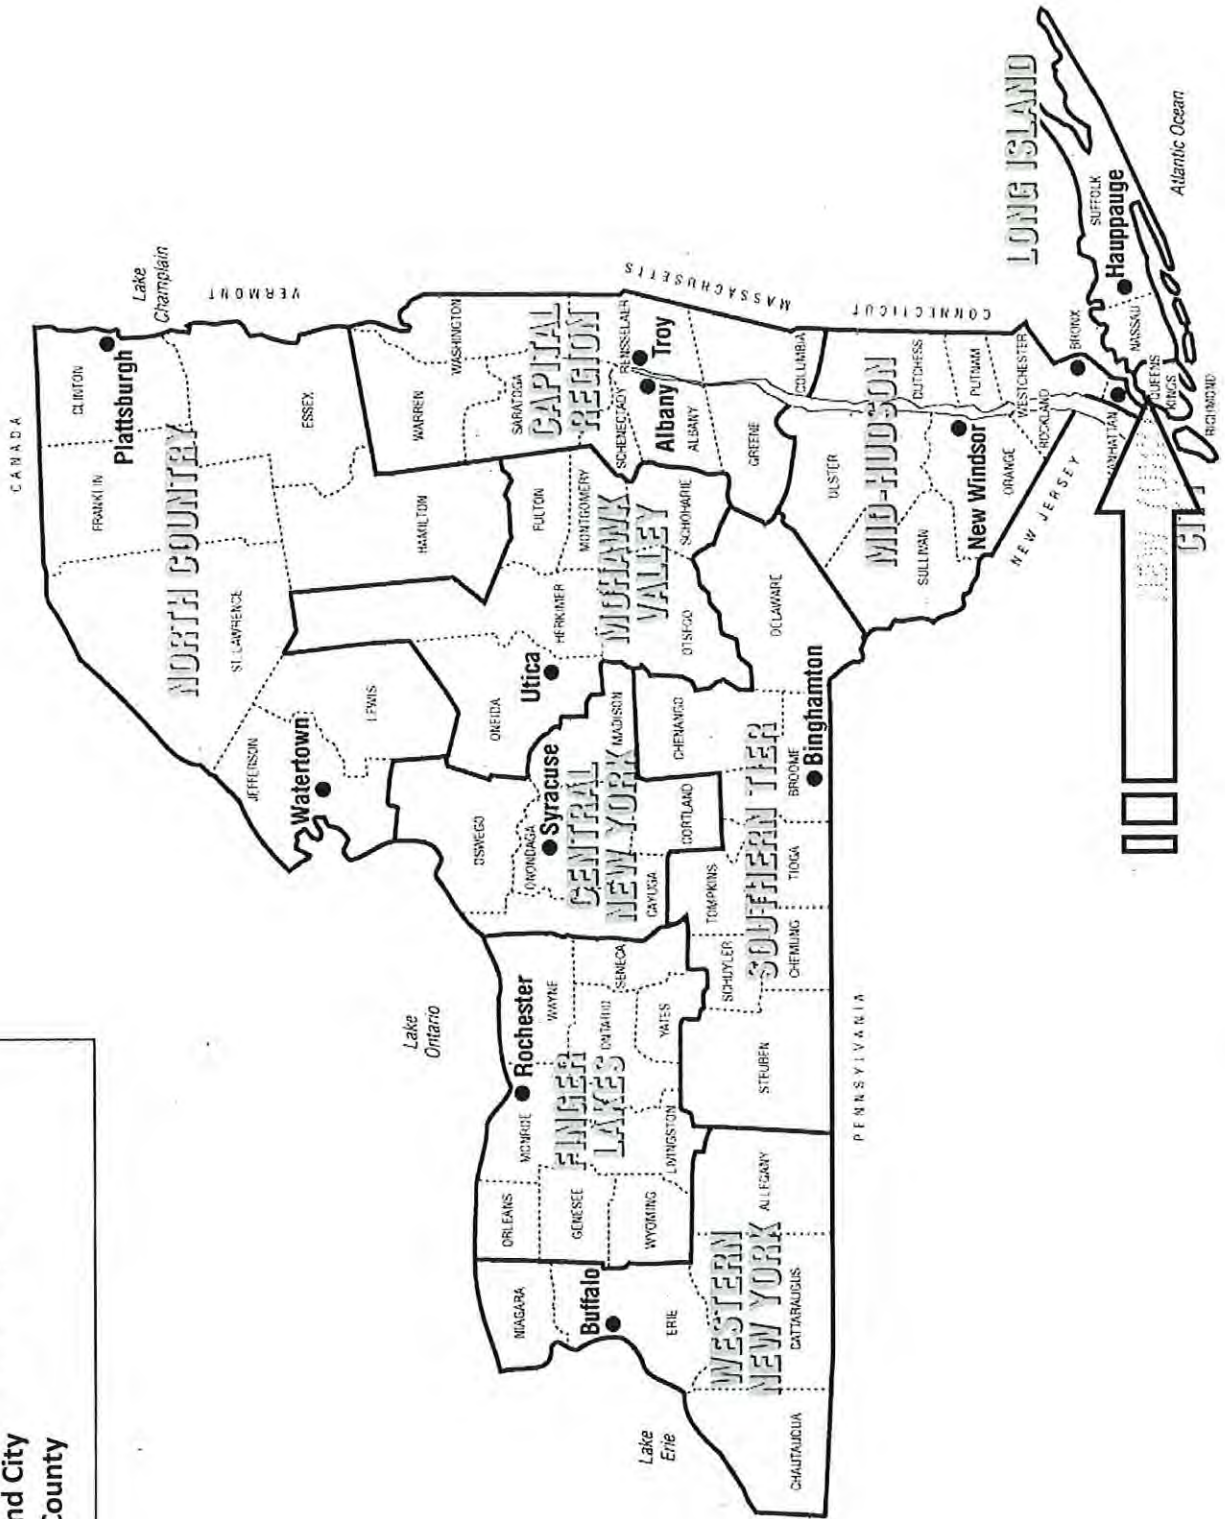 nd City
County
CANADA
CLINTON
FRANKLIN
Plattsburgh
Lake
Champlain
NORTH COUNTRY
ST. LAWRENCE
ESSEX
VERMONT
JEFFERSON
Watertown
LEWIS
HAMILTON
WARREN
WASHINGTON
Lake
Ontario
OSWEGO
ONEIDA
Utica
HERKIMER
FULTON
MONTGOMERY
SARATOGA
CAPITAL
REGION
SCHENECTADY
RENSSELAER
Troy
Albany
ALBANY
MASSACHUSETTS
MOHAWK
VALLEY
SCHOHARIE
OTSEGO
NIAGARA
ORLEANS
MONROE
Rochester
WAYNE
ONONDAGA
Syracuse
CENTRAL
NEW YORK
MADISON
CAYUGA
CORTLAND
GENESEE
FINGER
LAKES
ONTARIO
SENECA
YATES
LIVINGSTON
WYOMING
Buffalo
ERIE
Lake
Erie
WESTERN
NEW YORK
CHAUTAUQUA
CATTARAUGUS
ALLEGANY
STEUBEN
SCHUYLER
TOMPKINS
CHEMUNG
TIOGA
SOUTHERN TIER
CHENANGO
BROOME
Binghamton
DELAWARE
GREENE
COLUMBIA
PENNSYLVANIA
ULSTER
MID-HUDSON
DUTCHESS
SULLIVAN
New Windsor
ORANGE
PUTNAM
CONNECTICUT
WESTCHESTER
ROCKLAND
NEW JERSEY
LONG ISLAND
BRONX
MANHATTAN
SUFFOLK
Hauppauge
NASSAU
QUEENS
KINGS
RICHMOND
NEW YORK
Atlantic Ocean